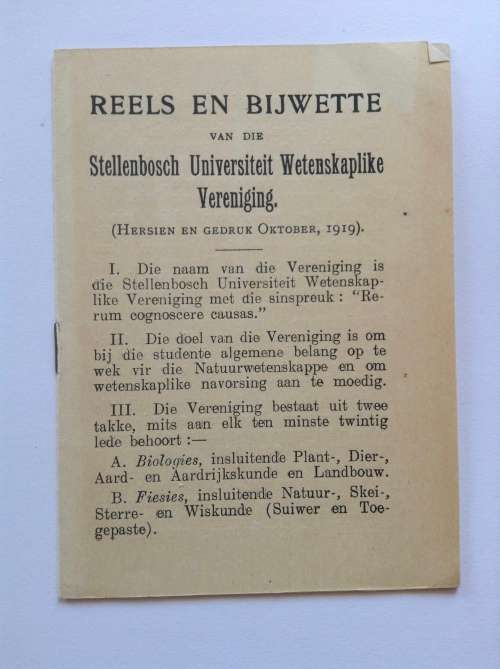 REELS EN BIJWETTE
VAN DIE
Stellenbosch Universiteit Wetenskaplike
Vereniging.
(HERSIEN EN GEDRUK OKTOBER, 1919).
I. Die naam van die Vereniging is
die Stellenbosch Universiteit Wetenskap-
like Vereniging met die sinspreuk : "Re-
rum cognoscere causas."
II. Die doel van die Vereniging is om
bij die studente algemene belang op te
wek vir die Natuurwetenskappe en om
wetenskaplike navorsing aan te moedig.
III. Die Vereniging bestaat uit twee
takke, mits aan elk ten minste twintig
lede behoort :—
A. Biologies, insluitende Plant-, Dier-,
Aard- en Aardrijkskunde en Landbouw.
B. Fiesies, insluitende Natuur-, Skei-,
Sterre- en Wiskunde (Suiwer en Toe-
gepaste).